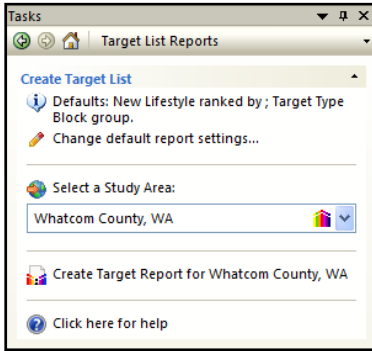 Tasks
Target List Reports
Create Target List
Defaults: New Lifestyle ranked by ; Target Type
Block group.
Change default report settings...
Select a Study Area:
Whatcom County, WA
Create Target Report for Whatcom County, WA
Click here for help